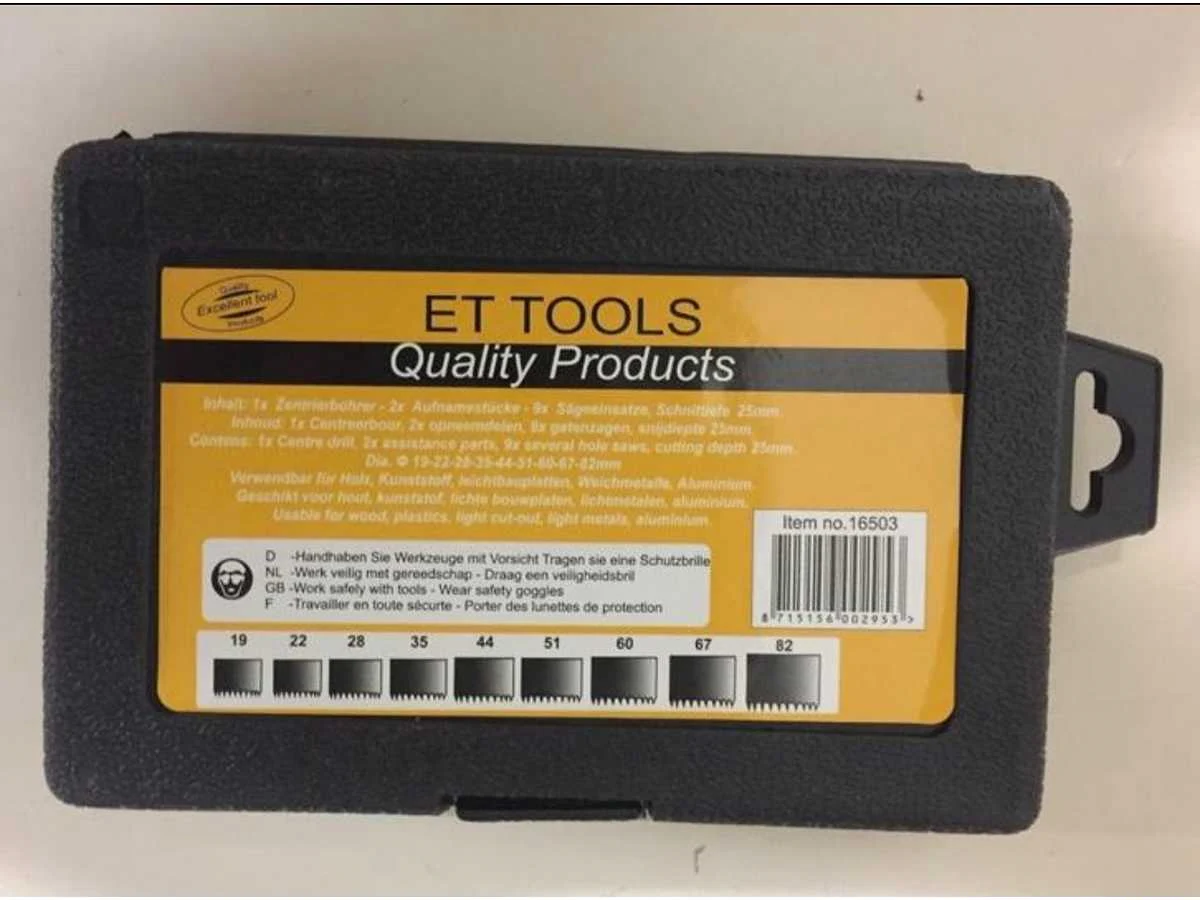 Quality
Excellent tool
Products
ET TOOLS
Quality Products
Inhalt: 1x Zentrierbohrer - 2x Aufnamestücke - 9x Sägeeinsatze, Schnittiefe 25mm.
Inhoud: 1x Centreerboor, 2x opneemdelen, 9x gatenzagen, snijdiepte 25mm.
Contens: 1x Centre drill, 2x assistance parts, 9x several hole saws, cutting depth 25mm.
Dia. Φ 19-22-28-35-44-51-60-67-82mm
Verwendbar für Holz, Kunststoff, leichtbauplatten, Weichmetalle, Aluminium.
Geschikt voor hout, kunststof, lichte bouwplaten, lichtmetalen, aluminium.
Usable for wood, plastics, light cut-out, light metals, aluminium.
Item no.16503
8 715156 002953 >
D -Handhaben Sie Werkzeuge mit Vorsicht Tragen sie eine Schutzbrille
NL -Werk veilig met gereedschap - Draag een veiligheidsbril
GB -Work safely with tools - Wear safety goggles
F -Travailler en toute sécurte - Porter des lunettes de protection
19 22 28 35 44 51 60 67 82